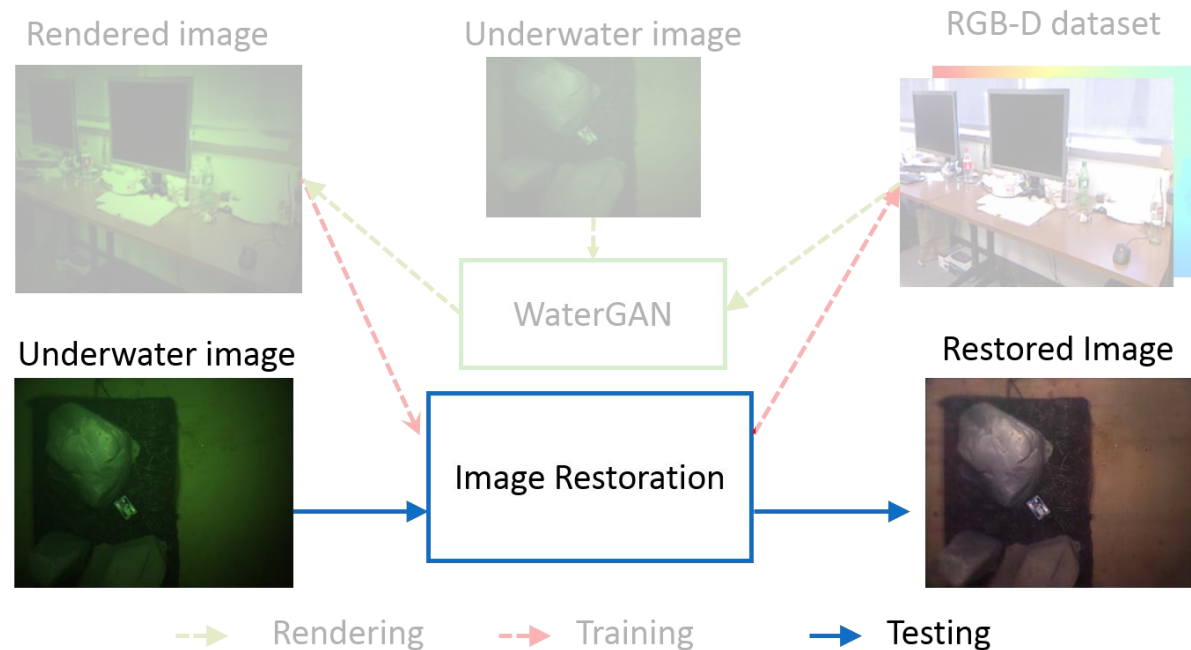 Rendered image
Underwater image
RGB-D dataset
WaterGAN
Underwater image
Restored Image
Image Restoration
Rendering
Training
Testing